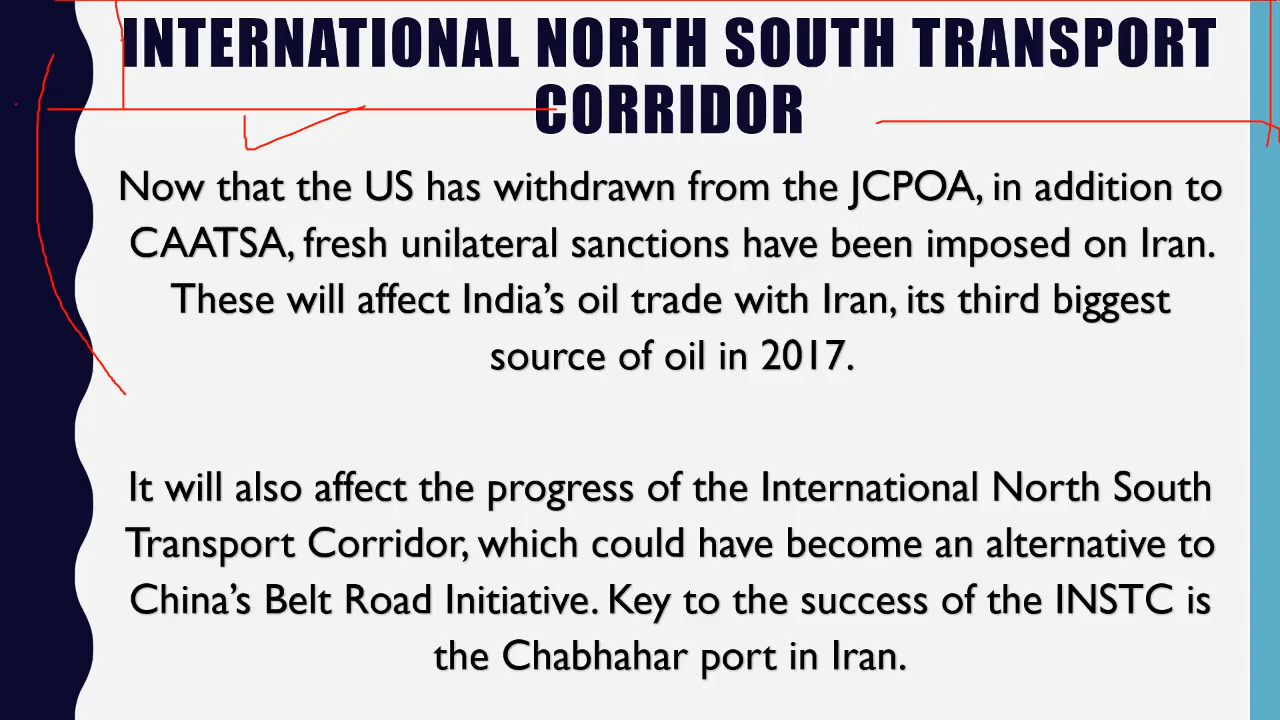 INTERNATIONAL NORTH SOUTH TRANSPORT
CORRIDOR
Now that the US has withdrawn from the JCPOA, in addition to
CAATSA, fresh unilateral sanctions have been imposed on Iran.
These will affect India's oil trade with Iran, its third biggest
source of oil in 2017.
It will also affect the progress of the International North South
Transport Corridor, which could have become an alternative to
China's Belt Road Initiative. Key to the success of the INSTC is
the Chabhahar port in Iran.